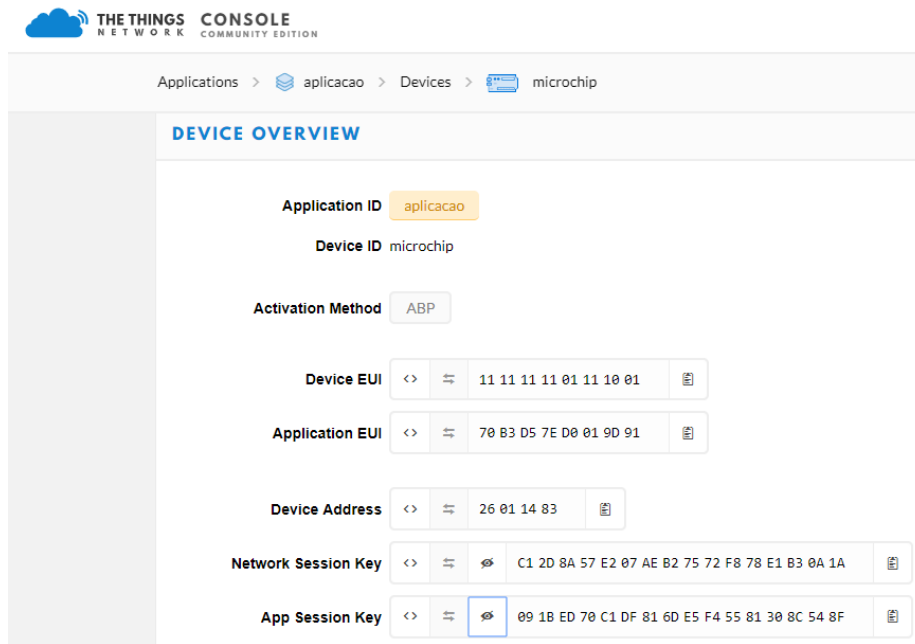 THE THINGS CONSOLE
NETWORK COMMUNITY EDITION
Applications > aplicacao > Devices > microchip
DEVICE OVERVIEW
Application ID aplicacao
Device ID microchip
Activation Method ABP
Device EUI <> 11 11 11 11 01 11 10 01
Application EUI <> 70 B3 D5 7E D0 01 9D 91
Device Address <> 26 01 14 83
Network Session Key <> C1 2D 8A 57 E2 07 AE B2 75 72 F8 78 E1 B3 0A 1A
App Session Key <> 09 1B ED 70 C1 DF 81 6D E5 F4 55 81 30 8C 54 8F